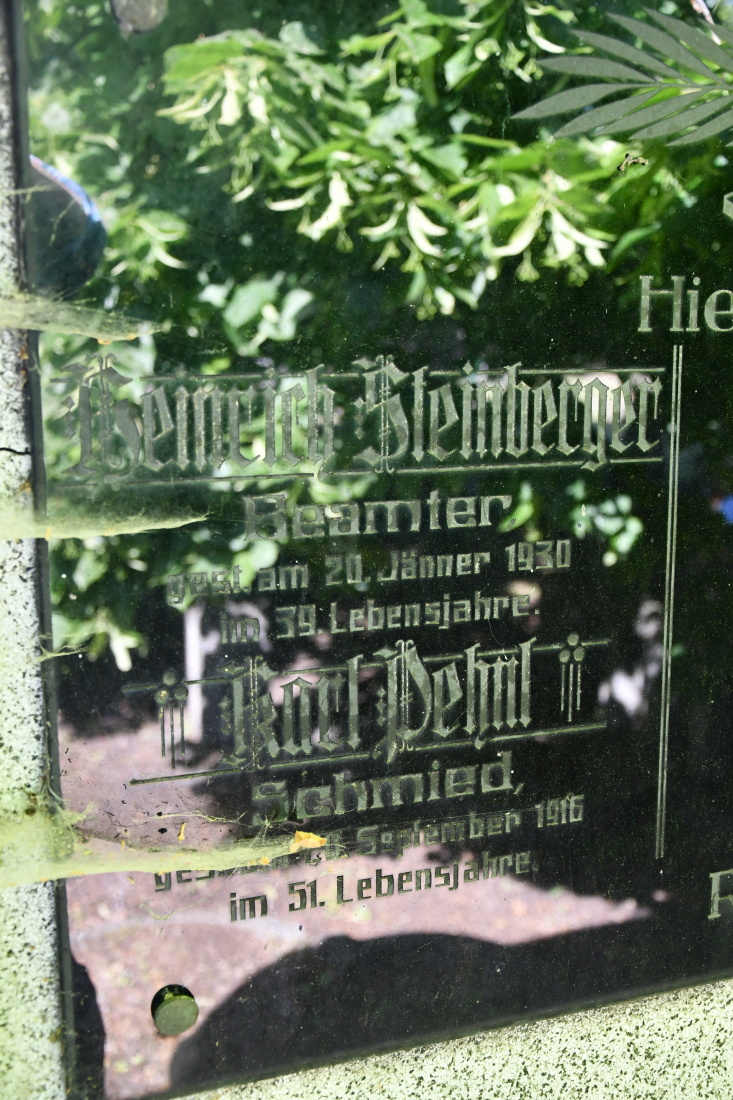 Hie
Heinrich Steinberger
Beamter,
gest. am 20. Jänner 1930
im 39. Lebensjahre.
Karl Pehnl
Schmied,
September 1916
im 51. Lebensjahre.